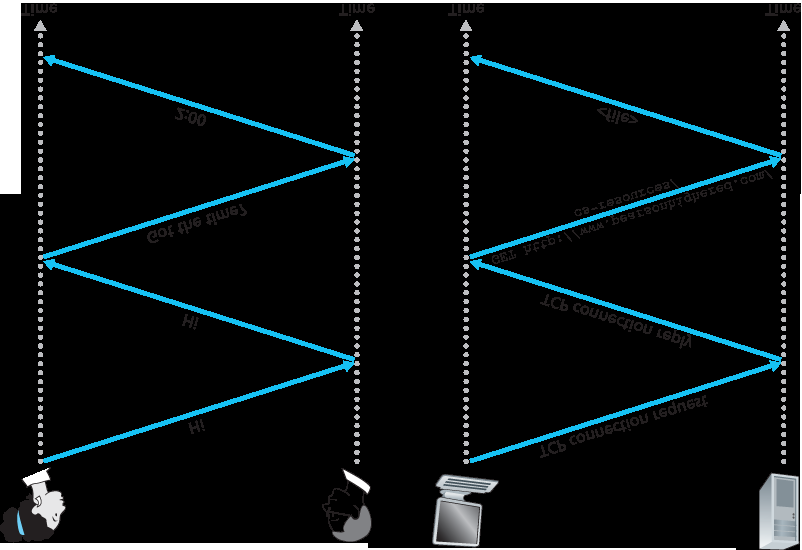 Hi
TCP connection request
Hi
TCP connection reply
Got the time?
GET http://www.pearsonhighered.com/
cs-resources/
2:00
<file>
Time
Time
Time
Time